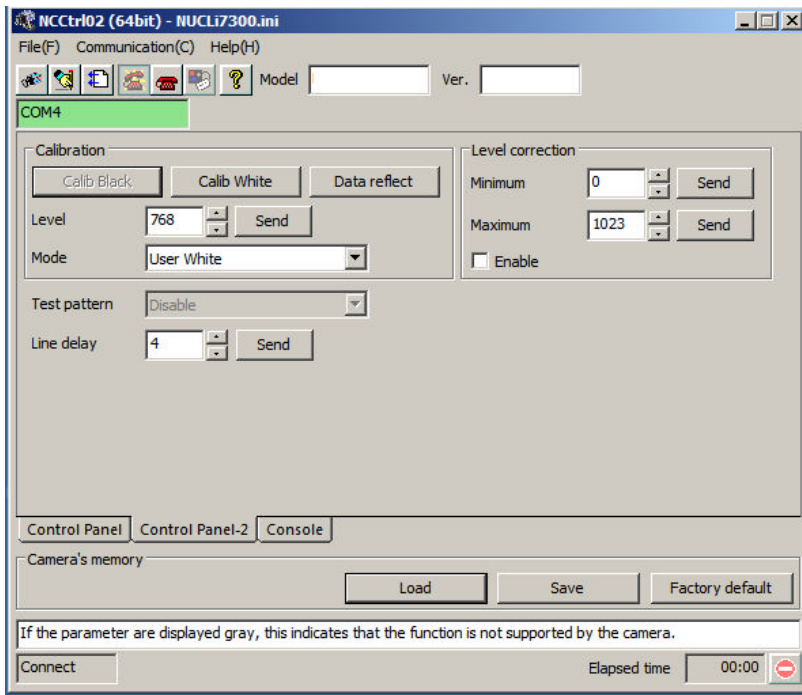 NCCtrl02 (64bit) - NUCLi7300.ini
File(F) Communication(C) Help(H)
Model Ver.
COM4
Calibration
Calib Black Calib White Data reflect
Level 768 Send
Mode User White
Level correction
Minimum 0 Send
Maximum 1023 Send
Enable
Test pattern Disable
Line delay 4 Send
Control Panel Control Panel-2 Console
Camera's memory
Load Save Factory default
If the parameter are displayed gray, this indicates that the function is not supported by the camera.
Connect Elapsed time 00:00